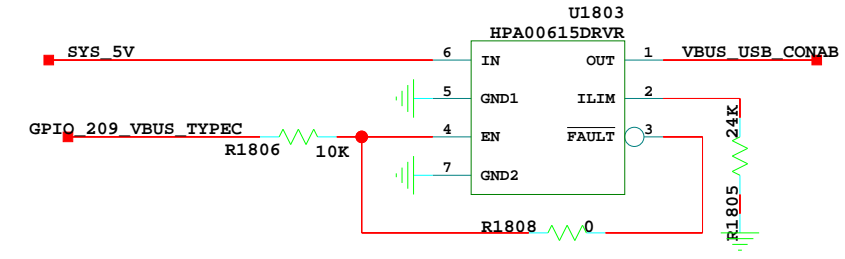 U1803
HPA00615DRVR
SYS_5V
6
IN
OUT
1
VBUS_USB_CONAB
5
GND1
ILIM
2
GPIO_209_VBUS_TYPEC
R1806
10K
4
EN
FAULT
3
24K
R1805
7
GND2
R1808
0